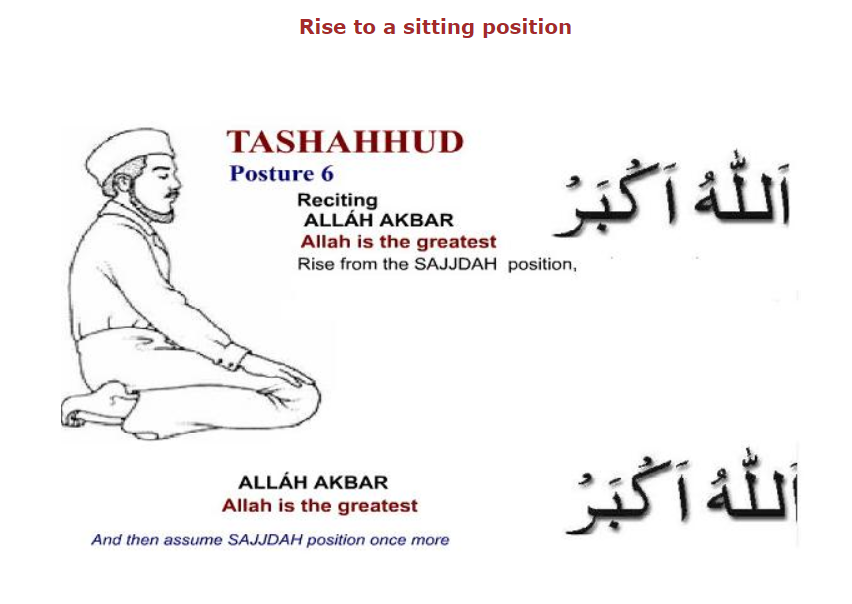 Rise to a sitting position
TASHAHHUD
Posture 6
Reciting
ALLÁH AKBAR
Allah is the greatest
Rise from the SAJJDAH position,
اَللّٰهُ اَكْبَرُ
ALLÁH AKBAR
Allah is the greatest
اَللّٰهُ اَكْبَرُ
And then assume SAJJDAH position once more